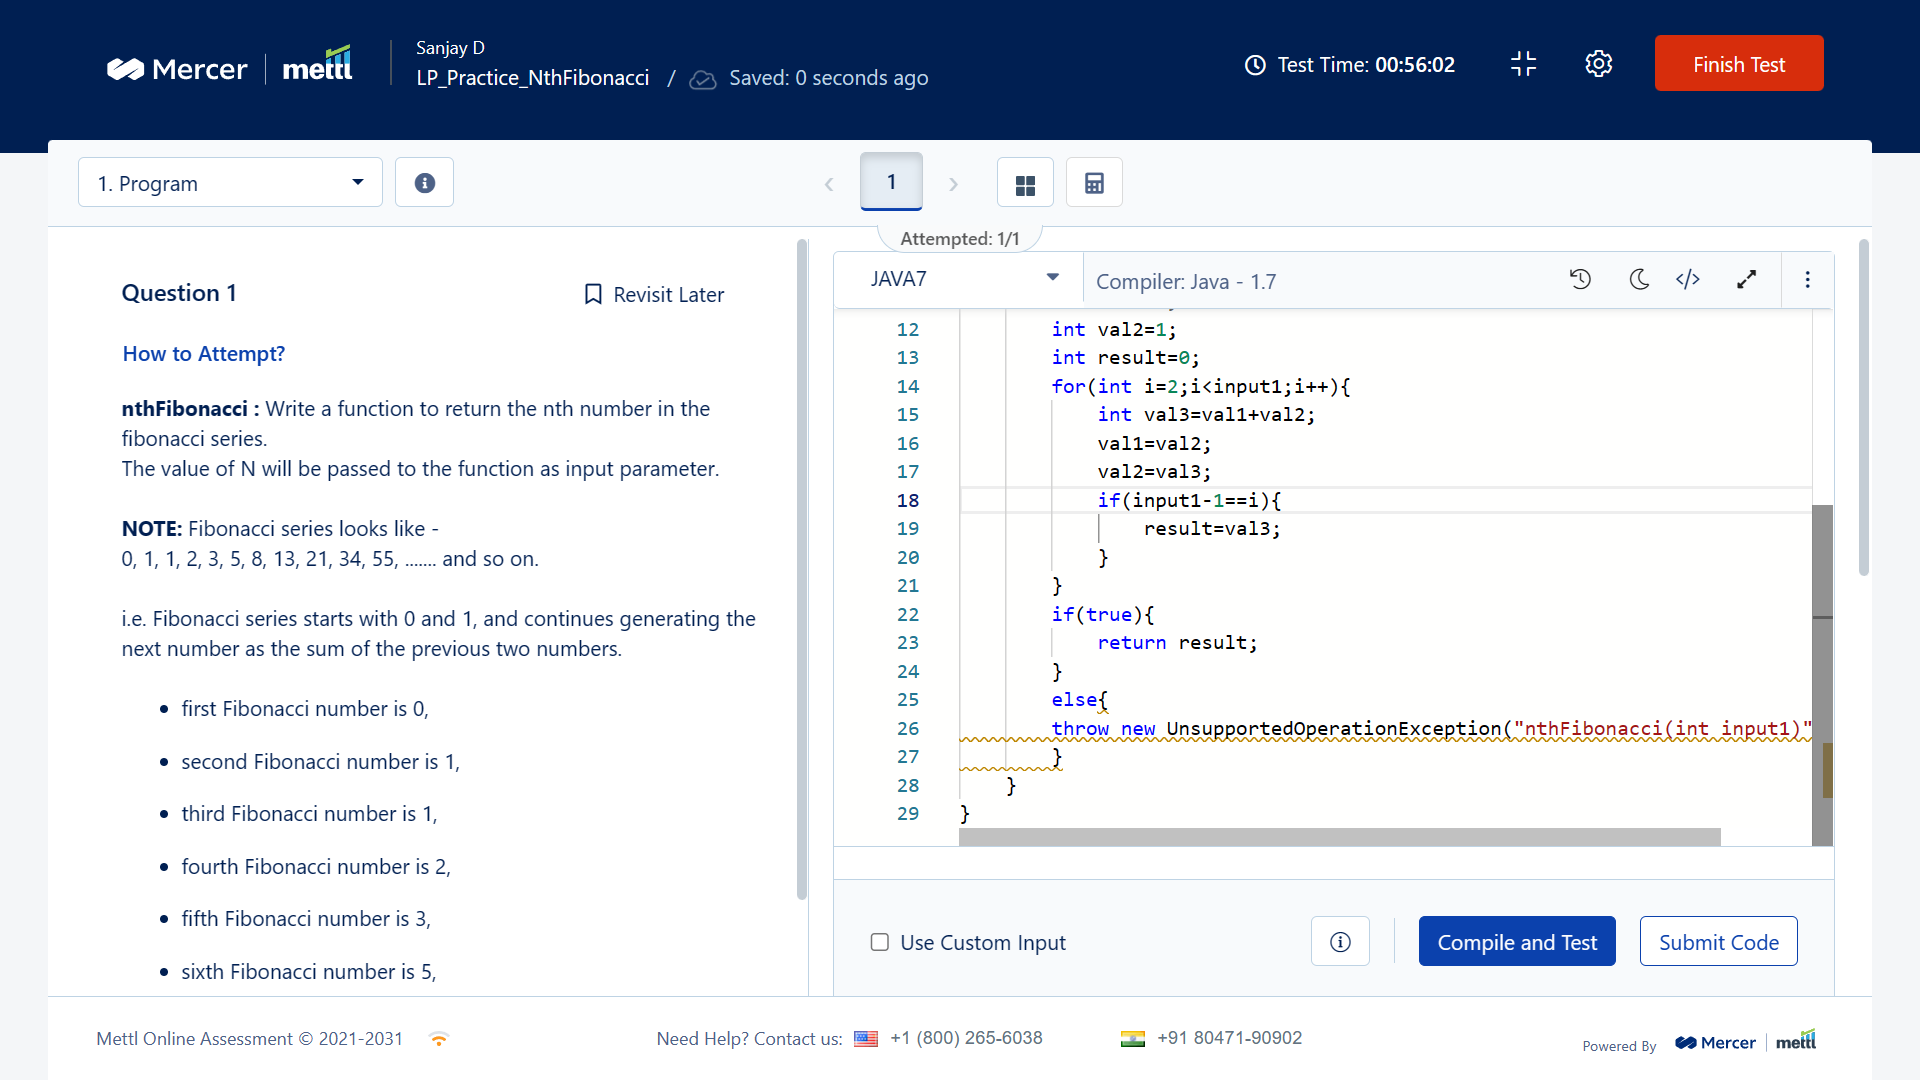 Mercer mettl
Sanjay D
LP_Practice_NthFibonacci / Saved: 0 seconds ago
Test Time: 00:56:02
Finish Test
1. Program
1
Attempted: 1/1
Question 1
Revisit Later
How to Attempt?
nthFibonacci : Write a function to return the nth number in the
fibonacci series.
The value of N will be passed to the function as input parameter.
NOTE: Fibonacci series looks like -
0, 1, 1, 2, 3, 5, 8, 13, 21, 34, 55, ....... and so on.
i.e. Fibonacci series starts with 0 and 1, and continues generating the
next number as the sum of the previous two numbers.
• first Fibonacci number is 0,
• second Fibonacci number is 1,
• third Fibonacci number is 1,
• fourth Fibonacci number is 2,
• fifth Fibonacci number is 3,
• sixth Fibonacci number is 5,
JAVA7
Compiler: Java - 1.7
12 int val2=1;
13 int result=0;
14 for(int i=2;i<input1;i++){
15 int val3=val1+val2;
16 val1=val2;
17 val2=val3;
18 if(input1-1==i){
19 result=val3;
20 }
21 }
22 if(true){
23 return result;
24 }
25 else{
26 throw new UnsupportedOperationException("nthFibonacci(int input1)"
27 }
28 }
29 }
Use Custom Input
Compile and Test
Submit Code
Mettl Online Assessment © 2021-2031
Need Help? Contact us: +1 (800) 265-6038
+91 80471-90902
Powered By Mercer mettl